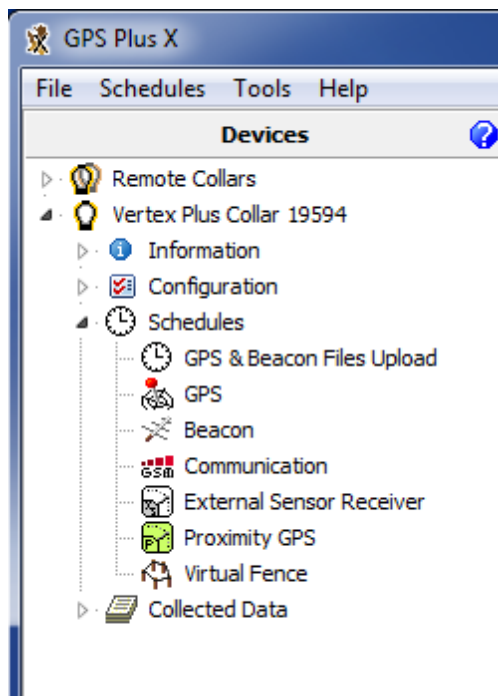 GPS Plus X
File Schedules Tools Help
Devices
Remote Collars
Vertex Plus Collar 19594
Information
Configuration
Schedules
GPS & Beacon Files Upload
GPS
Beacon
GSM Communication
External Sensor Receiver
Proximity GPS
Virtual Fence
Collected Data